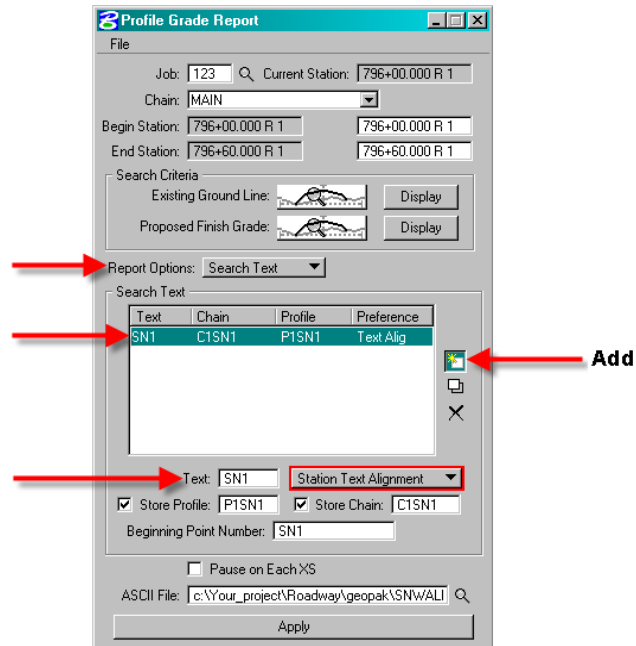 Profile Grade Report
File
Job: 123 Current Station: 796+00.000 R 1
Chain: MAIN
Begin Station: 796+00.000 R 1 796+00.000 R 1
End Station: 796+60.000 R 1 796+60.000 R 1
Search Criteria
Existing Ground Line: Display
Proposed Finish Grade: Display
Report Options: Search Text
Search Text
Text Chain Profile Preference
SN1 C1SN1 P1SN1 Text Alig
Add
Text: SN1 Station Text Alignment
Store Profile: P1SN1 Store Chain: C1SN1
Beginning Point Number: SN1
Pause on Each XS
ASCII File: c:\Your_project\Roadway\geopak\SNWALI
Apply